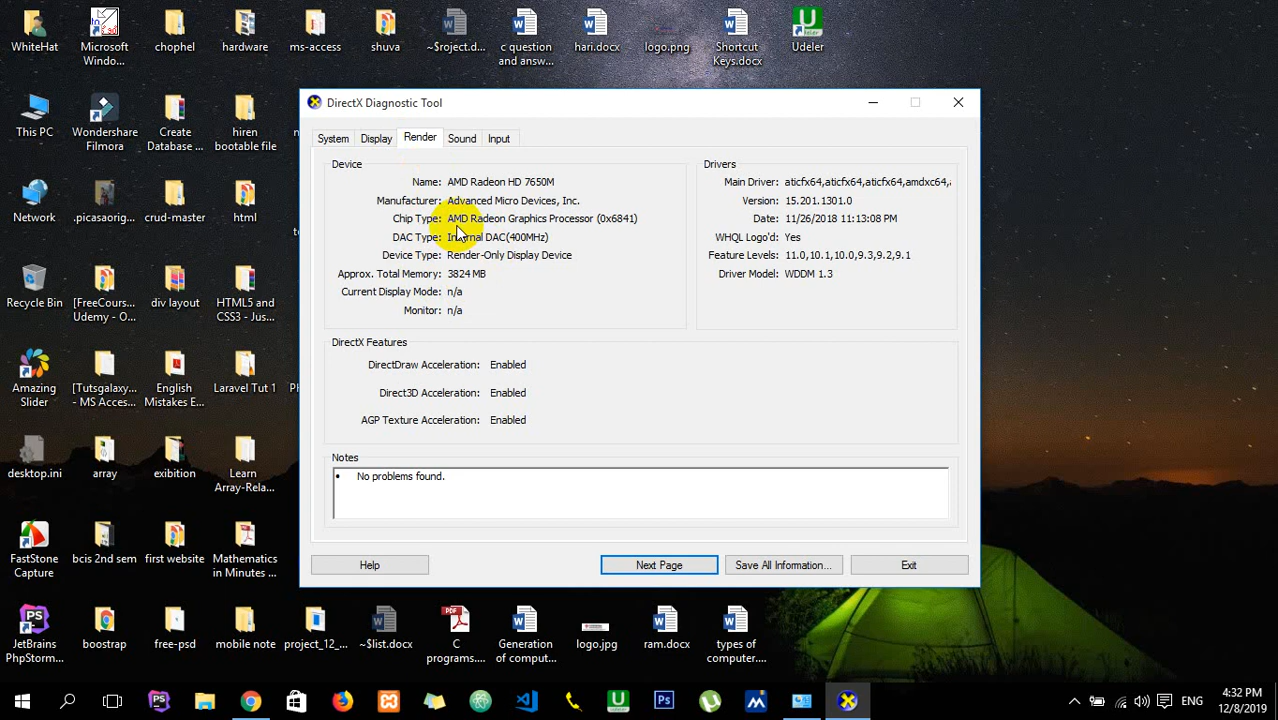 WhiteHat
Microsoft
Windo...
chophel
hardware
ms-access
shuva
~$roject.d...
c question
and answ...
hari.docx
logo.png
Shortcut
Keys.docx
Udeler
This PC
Wondershare
Filmora
Create
Database ...
hiren
bootable file
Network
.picasaorig...
crud-master
html
Recycle Bin
[FreeCours...
Udemy - O...
div layout
HTML5 and
CSS3 - Jus...
Amazing
Slider
[Tutsgalaxy...
- MS Acces...
English
Mistakes E...
Laravel Tut 1
desktop.ini
array
exibition
Learn
Array-Rela...
FastStone
Capture
bcis 2nd sem
first website
Mathematics
in Minutes ...
JetBrains
PhpStorm...
boostrap
free-psd
mobile note
project_12_...
~$list.docx
C
programs....
Generation
of comput...
logo.jpg
ram.docx
types of
computer....
DirectX Diagnostic Tool
System
Display
Render
Sound
Input
Device
Name: AMD Radeon HD 7650M
Manufacturer: Advanced Micro Devices, Inc.
Chip Type: AMD Radeon Graphics Processor (0x6841)
DAC Type: Internal DAC(400MHz)
Device Type: Render-Only Display Device
Approx. Total Memory: 3824 MB
Current Display Mode: n/a
Monitor: n/a
Drivers
Main Driver: aticfx64,aticfx64,aticfx64,amdxc64,
Version: 15.201.1301.0
Date: 11/26/2018 11:13:08 PM
WHQL Logo'd: Yes
Feature Levels: 11.0,10.1,10.0,9.3,9.2,9.1
Driver Model: WDDM 1.3
DirectX Features
DirectDraw Acceleration: Enabled
Direct3D Acceleration: Enabled
AGP Texture Acceleration: Enabled
Notes
No problems found.
Help
Next Page
Save All Information...
Exit
ENG
4:32 PM
12/8/2019